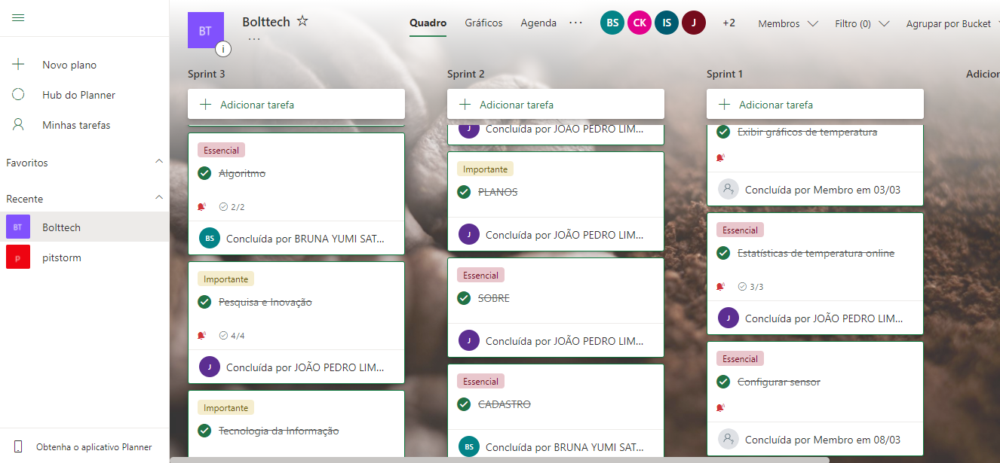 BT
Bolttech
Quadro
Gráficos
Agenda
BS
CK
IS
J
+2
Membros
Filtro (0)
Agrupar por Bucket
Novo plano
Hub do Planner
Minhas tarefas
Favoritos
Recente
BT
Bolttech
p
pitstorm
Obtenha o aplicativo Planner
Sprint 3
Adicionar tarefa
Essencial
Algoritmo
2/2
BS
Concluída por BRUNA YUMI SAT...
Importante
Pesquisa e Inovação
4/4
J
Concluída por JOÃO PEDRO LIM...
Importante
Tecnologia da Informação
Sprint 2
Adicionar tarefa
J
Concluída por JOÃO PEDRO LIM...
Importante
PLANOS
J
Concluída por JOÃO PEDRO LIM...
Essencial
SOBRE
J
Concluída por JOÃO PEDRO LIM...
Essencial
CADASTRO
BS
Concluída por BRUNA YUMI SAT...
Sprint 1
Adicionar tarefa
Exibir gráficos de temperatura
Concluída por Membro em 03/03
Essencial
Estatísticas de temperatura online
3/3
J
Concluída por JOÃO PEDRO LIM...
Essencial
Configurar sensor
Concluída por Membro em 08/03
Adicion